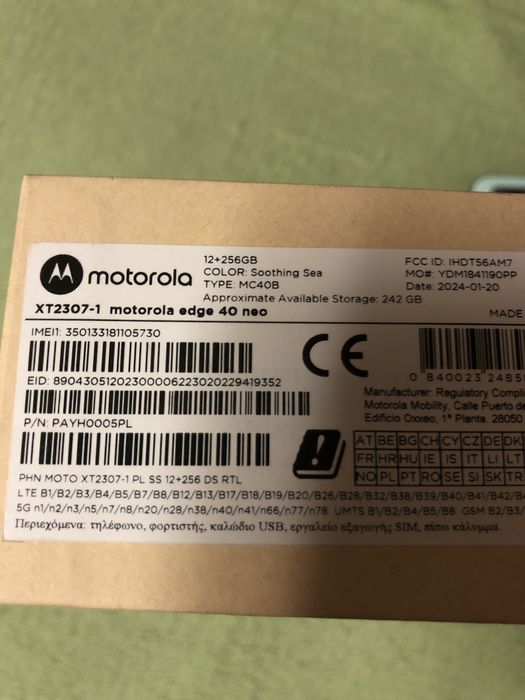 motorola
12+256GB
COLOR: Soothing Sea
TYPE: MC40B
Approximate Available Storage: 242 GB
FCC ID: IHDT56AM7
MO#: YDM1841190PP
Date: 2024-01-20
MADE
XT2307-1 motorola edge 40 neo
IMEI1: 350133181105730
EID: 89043051202300006223020229419352
P/N: PAYH0005PL
CE
0 840023 2485
Manufacturer: Regulatory Compli
Motorola Mobility, Calle Puerto de
Edificio Oxxeo, 1ª Planta. 28050
AT BE BG CH CY CZ DE DK
FR HR HU IE IS IT LI LT
NO PL PT RO SE SI SK TR
PHN MOTO XT2307-1 PL SS 12+256 DS RTL
LTE B1/B2/B3/B4/B5/B7/B8/B12/B13/B17/B18/B19/B20/B26/B28/B32/B38/B39/B40/B41/B42/
5G n1/n2/n3/n5/n7/n8/n20/n28/n38/n40/n41/n66/n77/n78 UMTS B1/B2/B4/B5/B8 GSM B2/B3/
Περιεχόμενα: τηλέφωνο, φορτιστής, καλώδιο USB, εργαλείο εξαγωγής SIM, πίσω κάλυμμα.